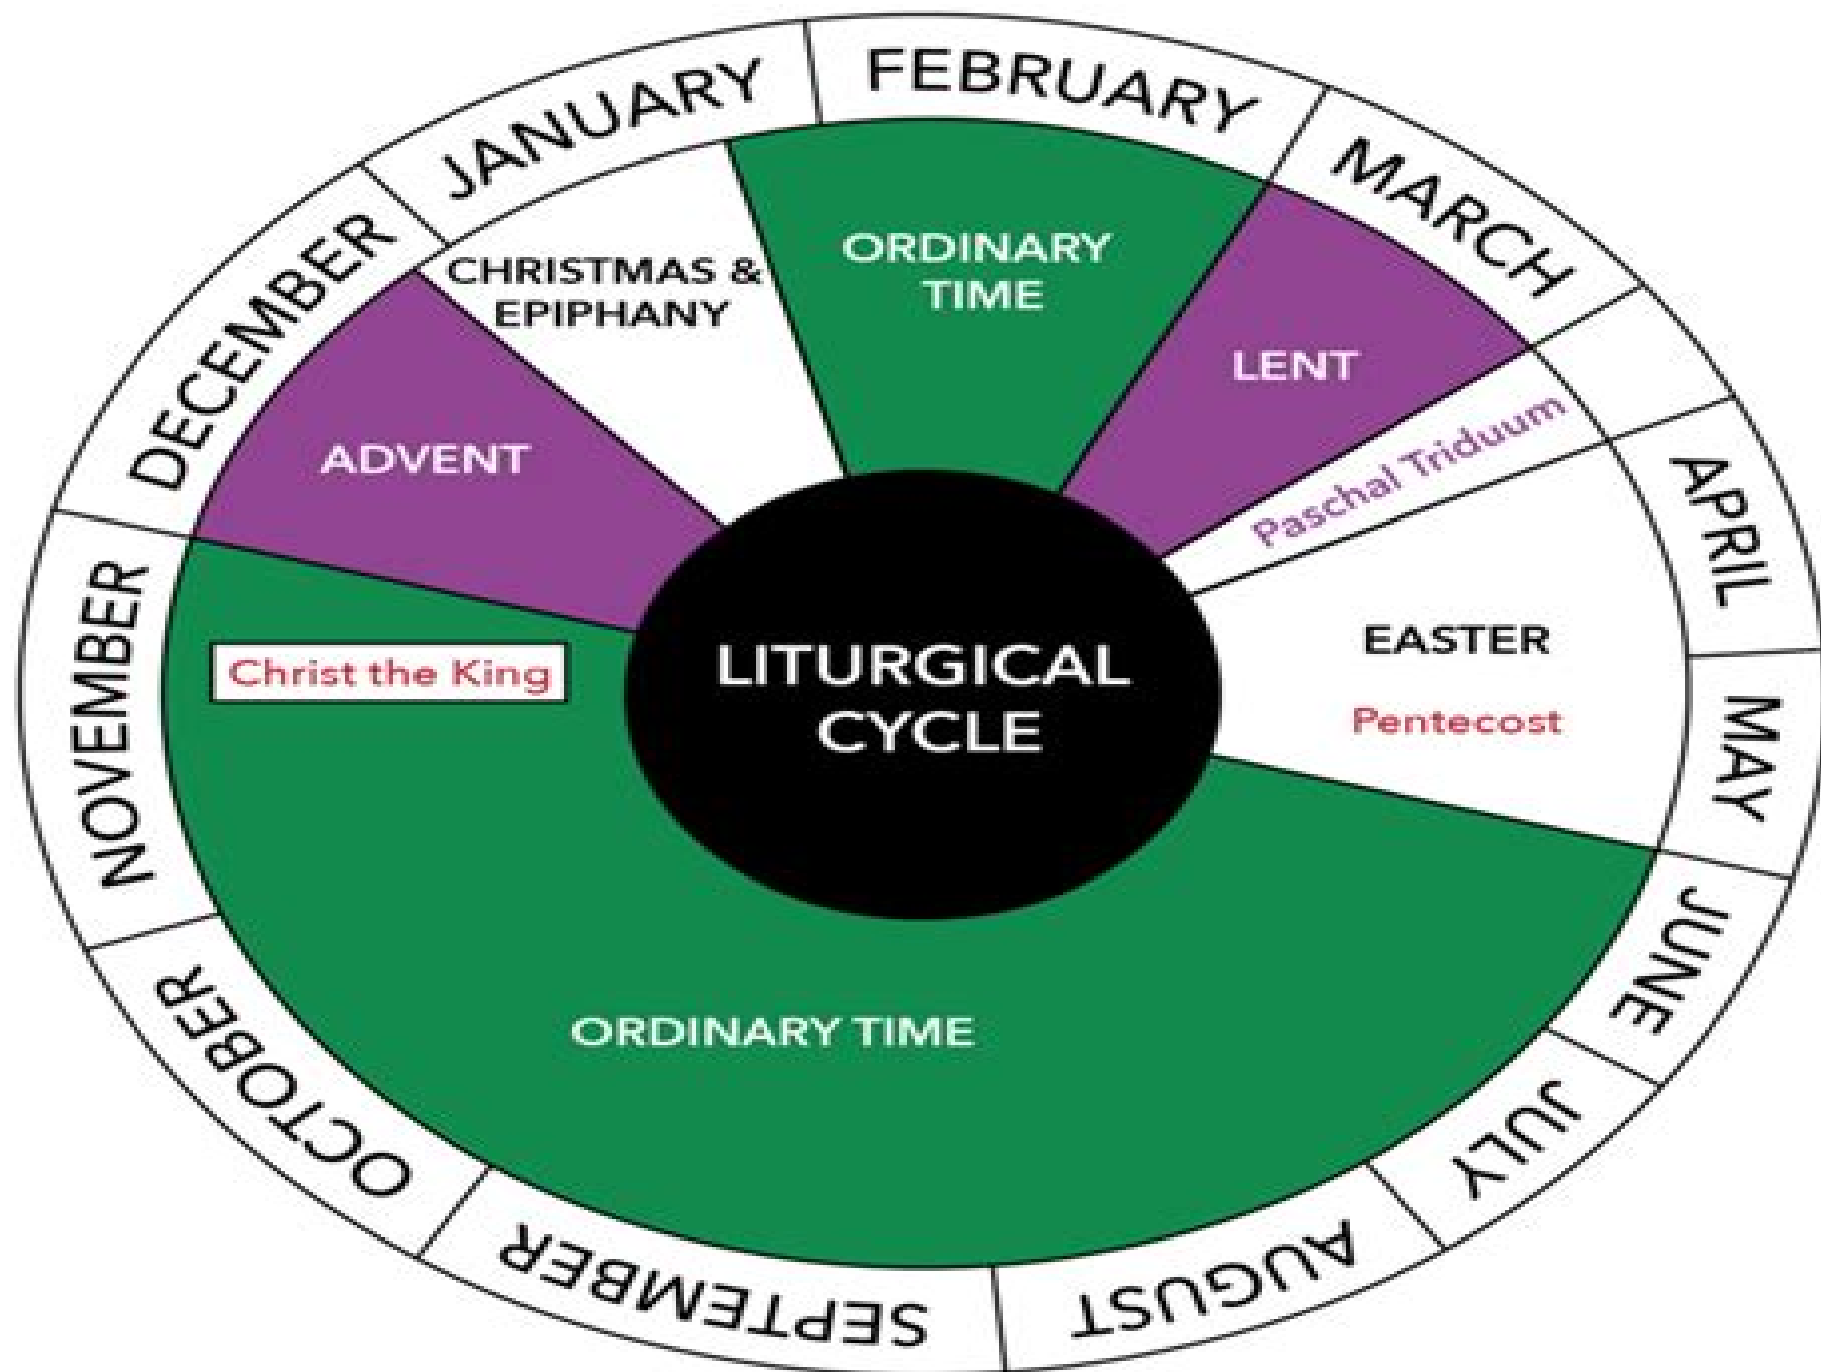 JANUARY
FEBRUARY
MARCH
APRIL
MAY
JUNE
JULY
AUGUST
SEPTEMBER
OCTOBER
NOVEMBER
DECEMBER
CHRISTMAS &
EPIPHANY
ORDINARY
TIME
LENT
Paschal Triduum
EASTER
Pentecost
ORDINARY TIME
Christ the King
ADVENT
LITURGICAL
CYCLE